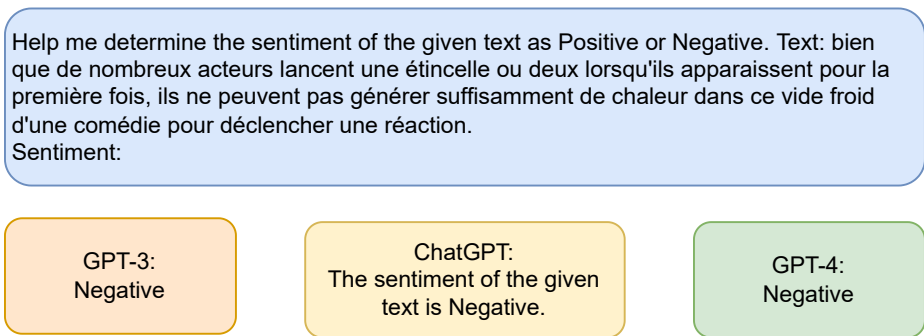 Help me determine the sentiment of the given text as Positive or Negative. Text: bien
que de nombreux acteurs lancent une étincelle ou deux lorsqu'ils apparaissent pour la
première fois, ils ne peuvent pas générer suffisamment de chaleur dans ce vide froid
d'une comédie pour déclencher une réaction.
Sentiment:
GPT-3:
Negative
ChatGPT:
The sentiment of the given
text is Negative.
GPT-4:
Negative